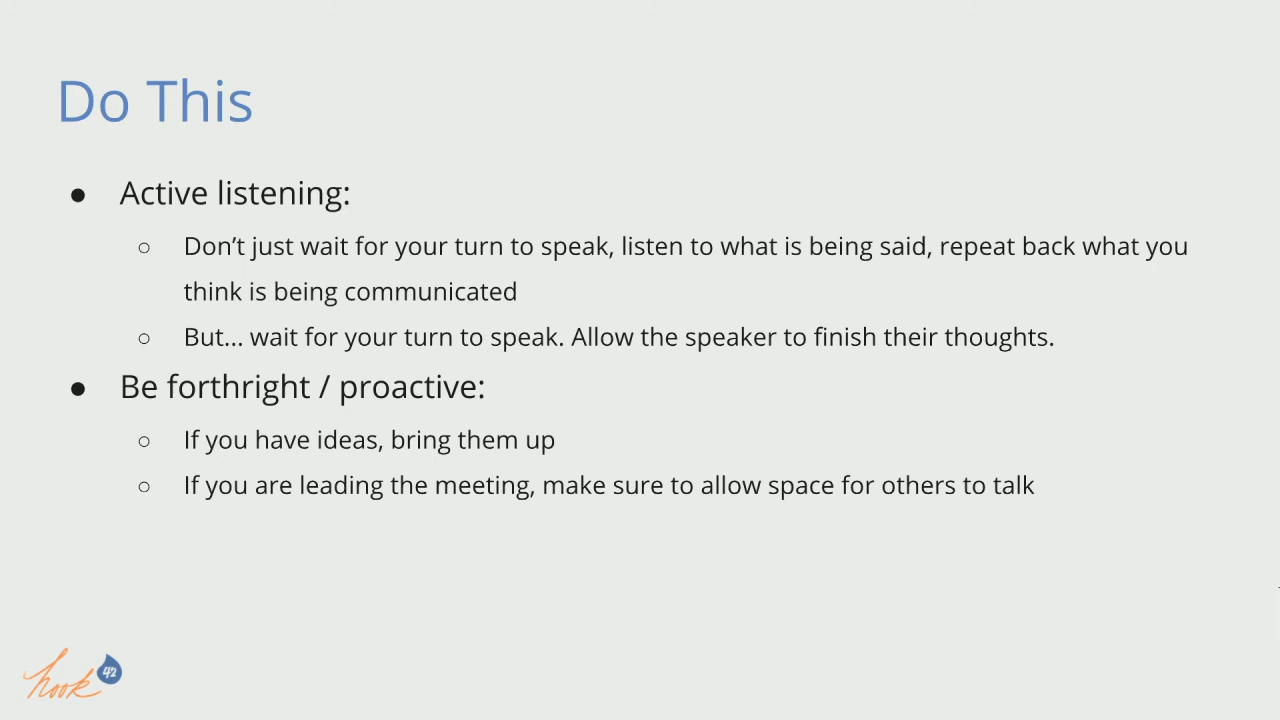 Do This
● Active listening:
○ Don’t just wait for your turn to speak, listen to what is being said, repeat back what you
think is being communicated
○ But... wait for your turn to speak. Allow the speaker to finish their thoughts.
● Be forthright / proactive:
○ If you have ideas, bring them up
○ If you are leading the meeting, make sure to allow space for others to talk
hook 42